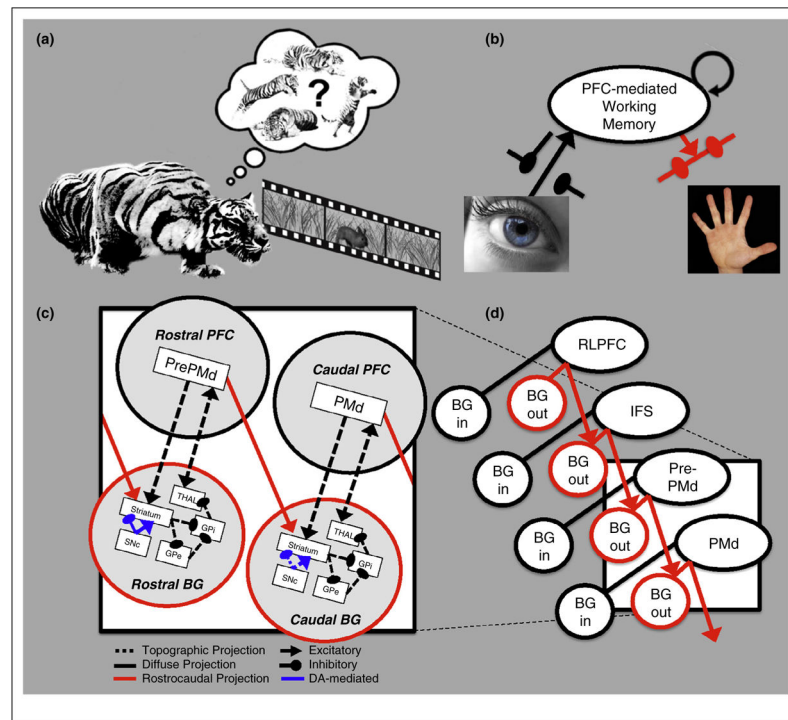 (a)
?
(b)
PFC-mediated
Working
Memory
(c)
Rostral PFC
PrePMd
Caudal PFC
PMd
THAL
Striatum
GPi
SNc
GPe
Rostral BG
THAL
Striatum
GPi
SNc
GPe
Caudal BG
(d)
RLPFC
BG
in
BG
out
IFS
BG
in
BG
out
Pre-
PMd
BG
in
BG
out
PMd
BG
in
BG
out
Topographic Projection
Diffuse Projection
Rostrocaudal Projection
Excitatory
Inhibitory
DA-mediated